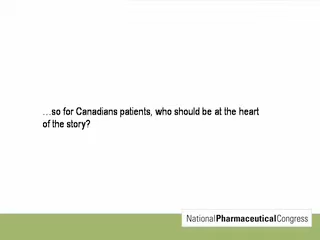 …so for Canadians patients, who should be at the heart
of the story?
NationalPharmaceuticalCongress